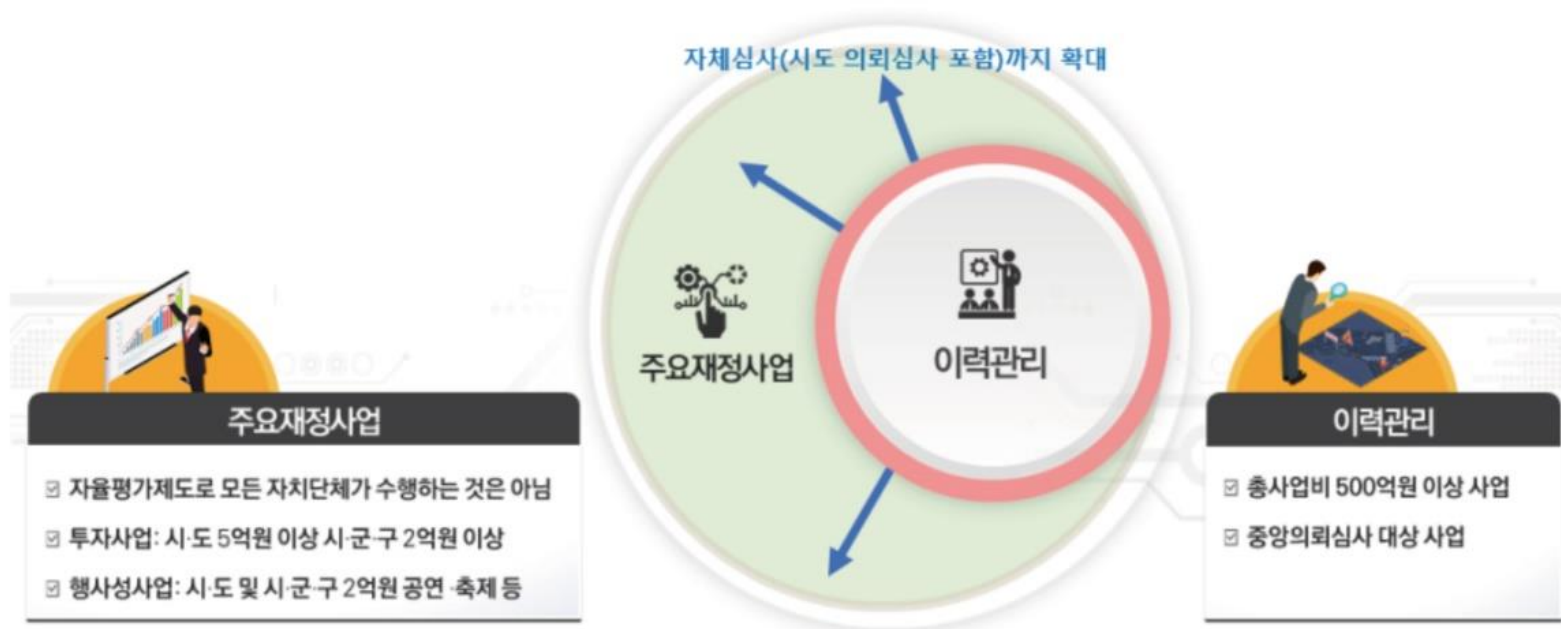 자체심사(시도 의뢰심사 포함)까지 확대
주요재정사업
이력관리
주요재정사업
자율평가제도로 모든 자치단체가 수행하는 것은 아님
투자사업: 시·도 5억원 이상 시·군·구 2억원 이상
행사성사업: 시·도 및 시·군·구 2억원 공연·축제 등
이력관리
총사업비 500억원 이상 사업
중앙의뢰심사 대상 사업